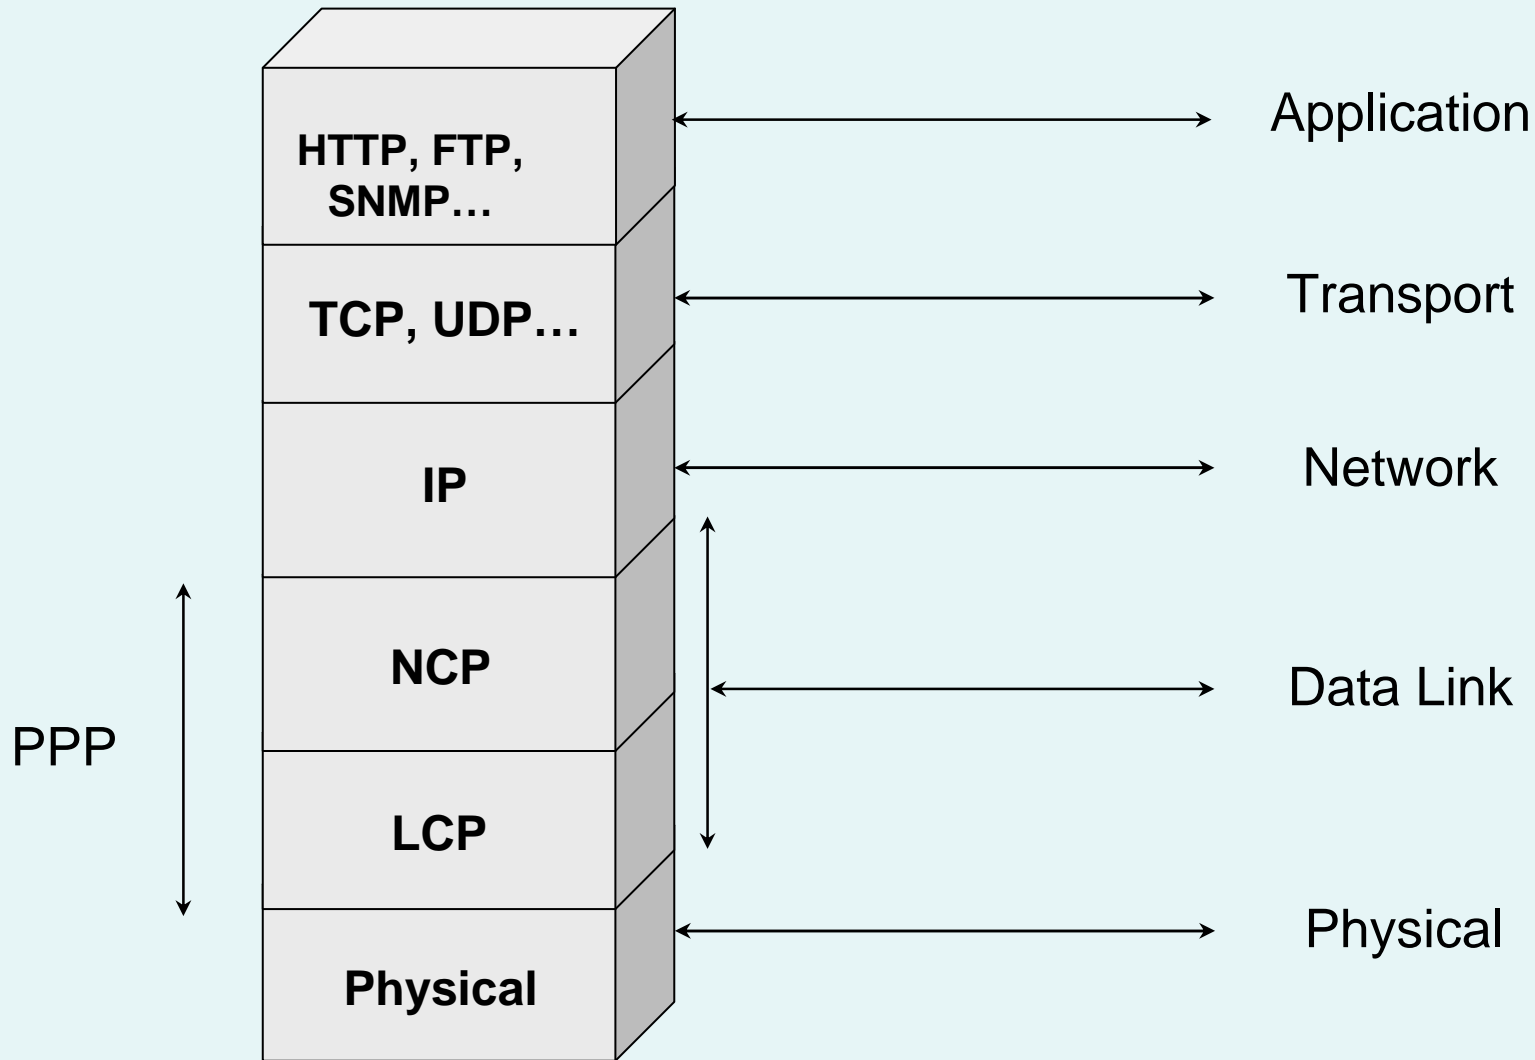 HTTP, FTP,
SNMP…
Application
TCP, UDP…
Transport
IP
Network
NCP
Data Link
PPP
LCP
Physical
Physical